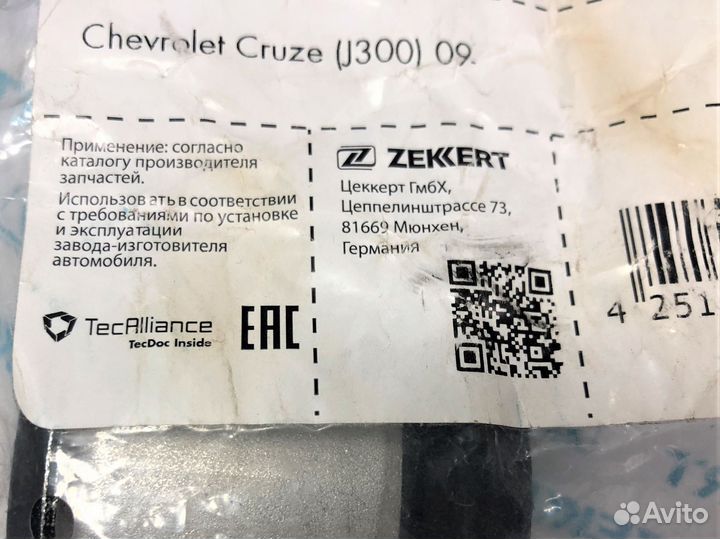 Chevrolet Cruze (J300) 09-
Применение: согласно
каталогу производителя
запчастей.
Использовать в соответствии
с требованиями по установке
и эксплуатации
завода-изготовителя
автомобиля.
TecAlliance
TecDoc Inside
EAC
ZEKKERT
Цеккерт ГмбХ,
Цеппелинштрассе 73,
81669 Мюнхен,
Германия
4 251
Avito